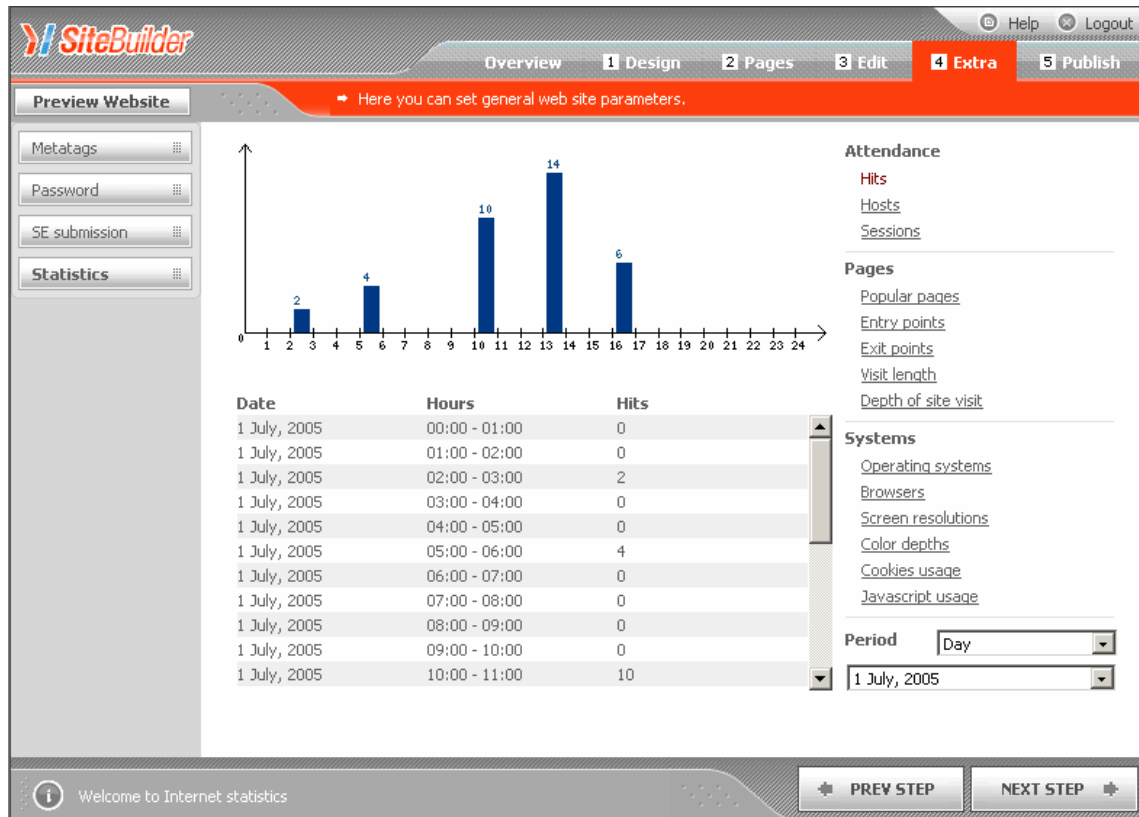 SiteBuilder
Help Logout
Overview 1 Design 2 Pages 3 Edit 4 Extra 5 Publish
Preview Website
Here you can set general web site parameters.
Metatags
Password
SE submission
Statistics
14
10
6
4
2
0 1 2 3 4 5 6 7 8 9 10 11 12 13 14 15 16 17 18 19 20 21 22 23 24
Date Hours Hits
1 July, 2005 00:00 - 01:00 0
1 July, 2005 01:00 - 02:00 0
1 July, 2005 02:00 - 03:00 2
1 July, 2005 03:00 - 04:00 0
1 July, 2005 04:00 - 05:00 0
1 July, 2005 05:00 - 06:00 4
1 July, 2005 06:00 - 07:00 0
1 July, 2005 07:00 - 08:00 0
1 July, 2005 08:00 - 09:00 0
1 July, 2005 09:00 - 10:00 0
1 July, 2005 10:00 - 11:00 10
Attendance
Hits
Hosts
Sessions
Pages
Popular pages
Entry points
Exit points
Visit length
Depth of site visit
Systems
Operating systems
Browsers
Screen resolutions
Color depths
Cookies usage
Javascript usage
Period Day
1 July, 2005
Welcome to Internet statistics
PREV STEP NEXT STEP